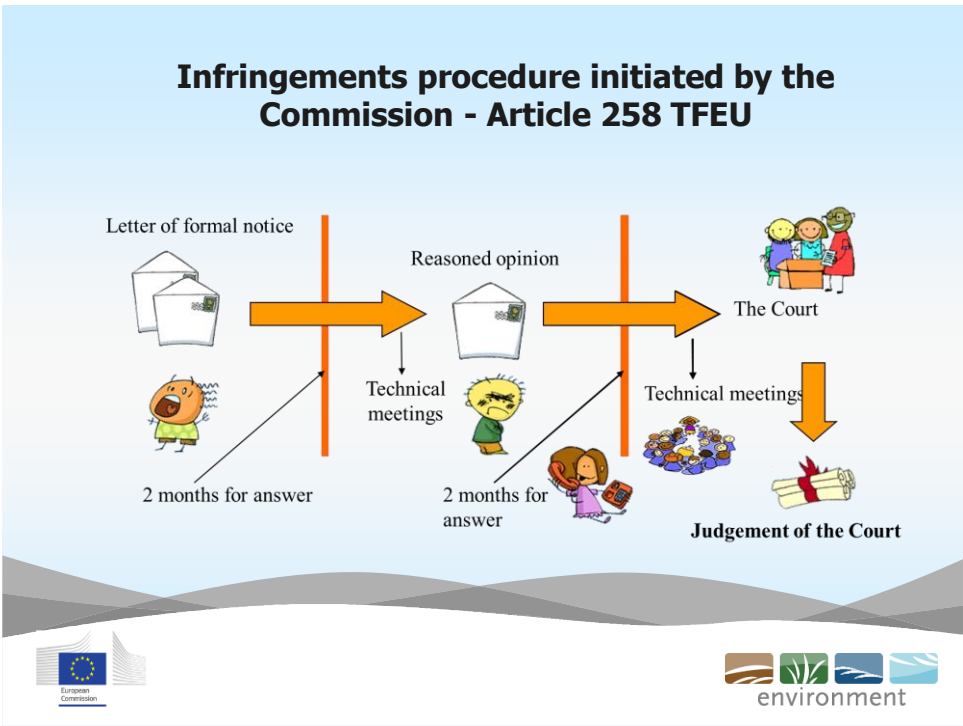 Infringements procedure initiated by the
Commission - Article 258 TFEU
Letter of formal notice
Reasoned opinion
The Court
Technical
meetings
Technical meetings
2 months for answer
2 months for
answer
Judgement of the Court
European
Commission
environment